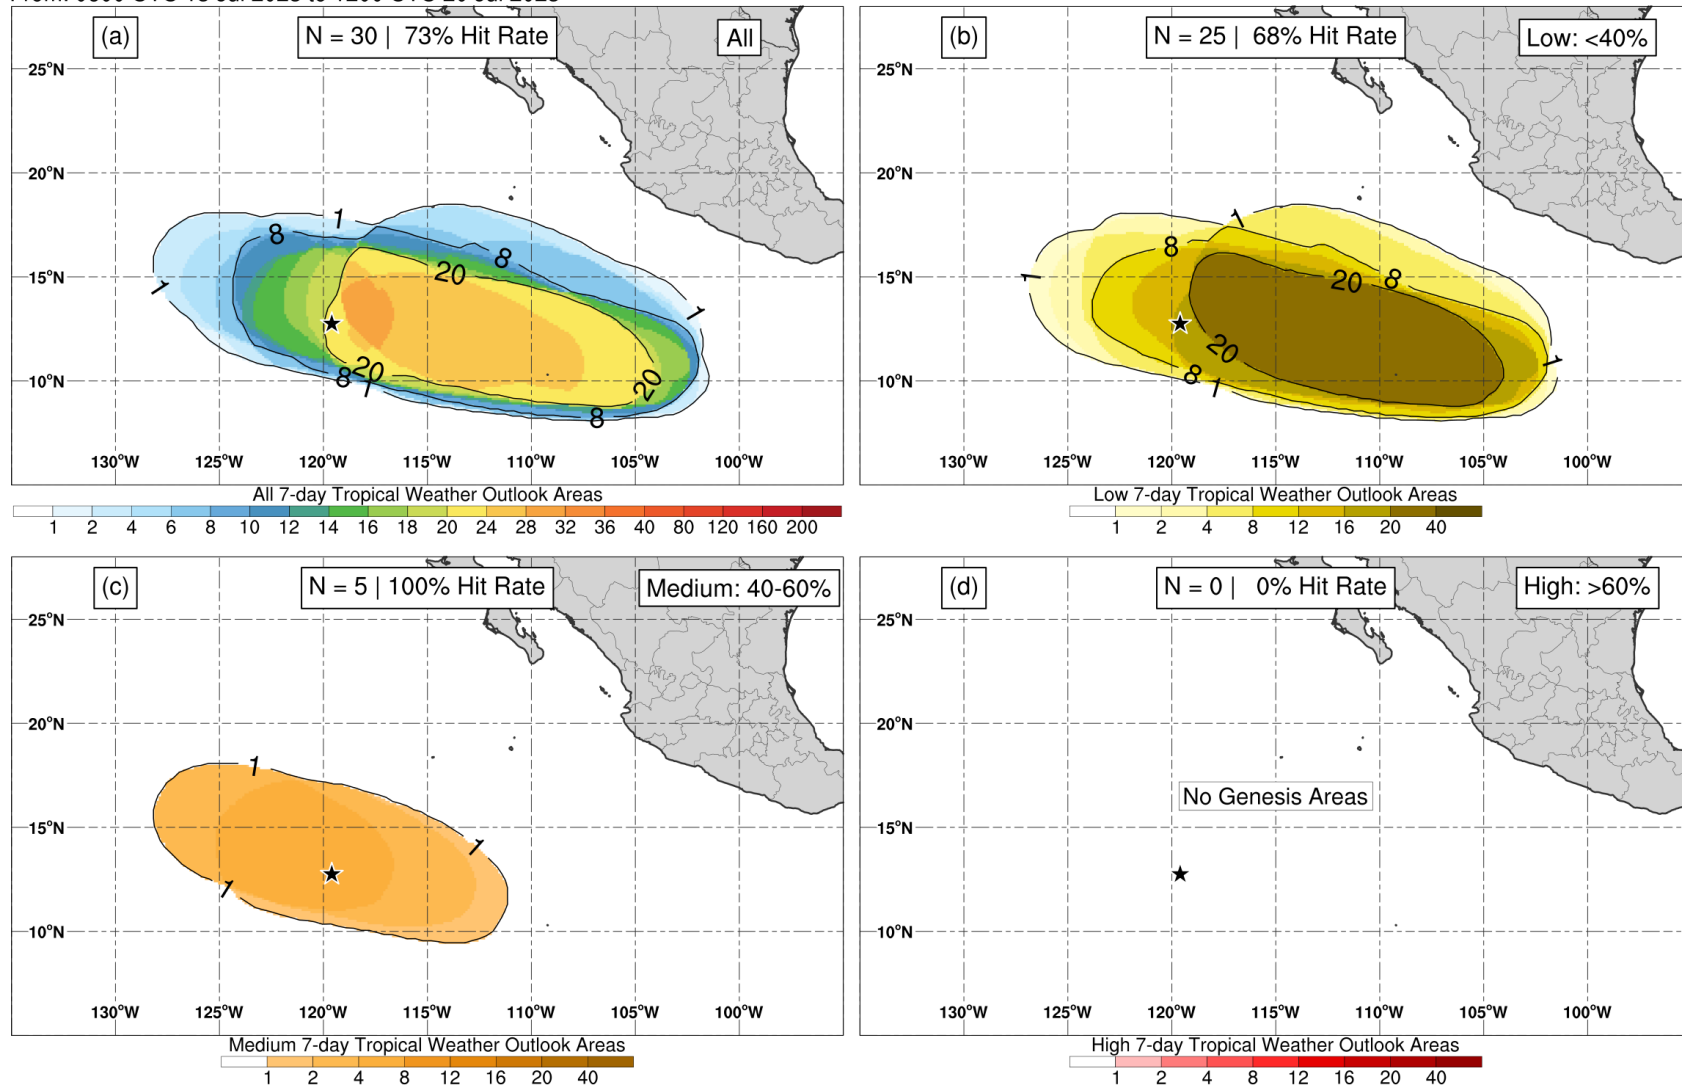 (a) N = 30 | 73% Hit Rate All
25°N
20°N
15°N
10°N
1 8 1 8 20 1 20 8 1 20 8
130°W 125°W 120°W 115°W 110°W 105°W 100°W
All 7-day Tropical Weather Outlook Areas
1 2 4 6 8 10 12 14 16 18 20 24 28 32 36 40 80 120 160 200
(b) N = 25 | 68% Hit Rate Low: <40%
25°N
20°N
15°N
10°N
1 8 1 20 8 20 8 1 1
130°W 125°W 120°W 115°W 110°W 105°W 100°W
Low 7-day Tropical Weather Outlook Areas
1 2 4 8 12 16 20 40
(c) N = 5 | 100% Hit Rate Medium: 40-60%
25°N
20°N
15°N
10°N
1 1 1
130°W 125°W 120°W 115°W 110°W 105°W 100°W
Medium 7-day Tropical Weather Outlook Areas
1 2 4 8 12 16 20 40
(d) N = 0 | 0% Hit Rate High: >60%
25°N
20°N
No Genesis Areas
15°N
10°N
130°W 125°W 120°W 115°W 110°W 105°W 100°W
High 7-day Tropical Weather Outlook Areas
1 2 4 8 12 16 20 40